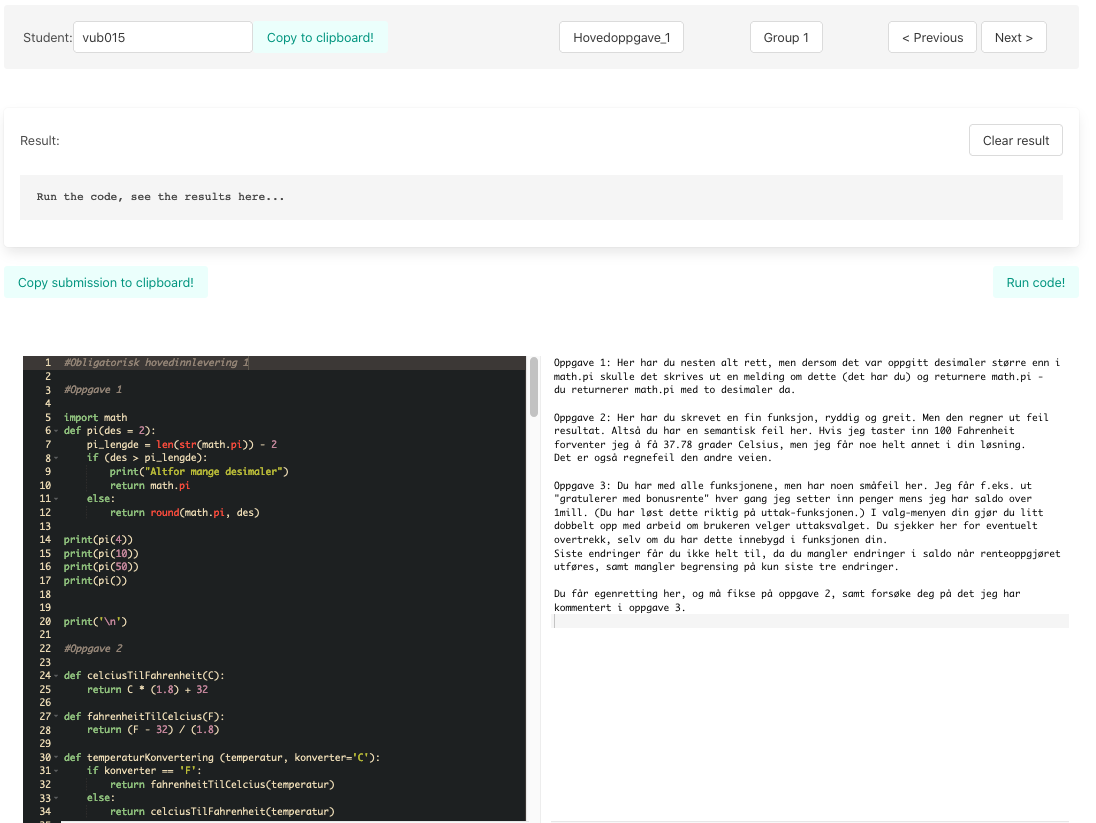 Student: vub015 Copy to clipboard! Hovedoppgave_1 Group 1 < Previous Next >
Result: Clear result
Run the code, see the results here...
Copy submission to clipboard! Run code!
1 #Obligatorisk hovedinnlevering 1
2
3 #Oppgave 1
4
5 import math
6 def pi(des = 2):
7 pi_lengde = len(str(math.pi)) - 2
8 if (des > pi_lengde):
9 print("Altfor mange desimaler")
10 return math.pi
11 else:
12 return round(math.pi, des)
13
14 print(pi(4))
15 print(pi(10))
16 print(pi(50))
17 print(pi())
18
19
20 print('\n')
21
22 #Oppgave 2
23
24 def celciusTilFahrenheit(C):
25 return C * (1.8) + 32
26
27 def fahrenheitTilCelcius(F):
28 return (F - 32) / (1.8)
29
30 def temperaturKonvertering (temperatur, konverter='C'):
31 if konverter == 'F':
32 return fahrenheitTilCelcius(temperatur)
33 else:
34 return celciusTilFahrenheit(temperatur)
Oppgave 1: Her har du nesten alt rett, men dersom det var oppgitt desimaler større enn i
math.pi skulle det skrives ut en melding om dette (det har du) og returnere math.pi -
du returnerer math.pi med to desimaler da.
Oppgave 2: Her har du skrevet en fin funksjon, ryddig og greit. Men den regner ut feil
resultat. Altså du har en semantisk feil her. Hvis jeg taster inn 100 Fahrenheit
forventer jeg å få 37.78 grader Celsius, men jeg får noe helt annet i din løsning.
Det er også regnefeil den andre veien.
Oppgave 3: Du har med alle funksjonene, men har noen småfeil her. Jeg får f.eks. ut
"gratulerer med bonusrente" hver gang jeg setter inn penger mens jeg har saldo over
1mill. (Du har løst dette riktig på uttak-funksjonen.) I valg-menyen din gjør du litt
dobbelt opp med arbeid om brukeren velger uttaksvalget. Du sjekker her for eventuelt
overtrekk, selv om du har dette innebygd i funksjonen din.
Siste endringer får du ikke helt til, da du mangler endringer i saldo når renteoppgjøret
utføres, samt mangler begrensing på kun siste tre endringer.
Du får egenretting her, og må fikse på oppgave 2, samt forsøke deg på det jeg har
kommentert i oppgave 3.